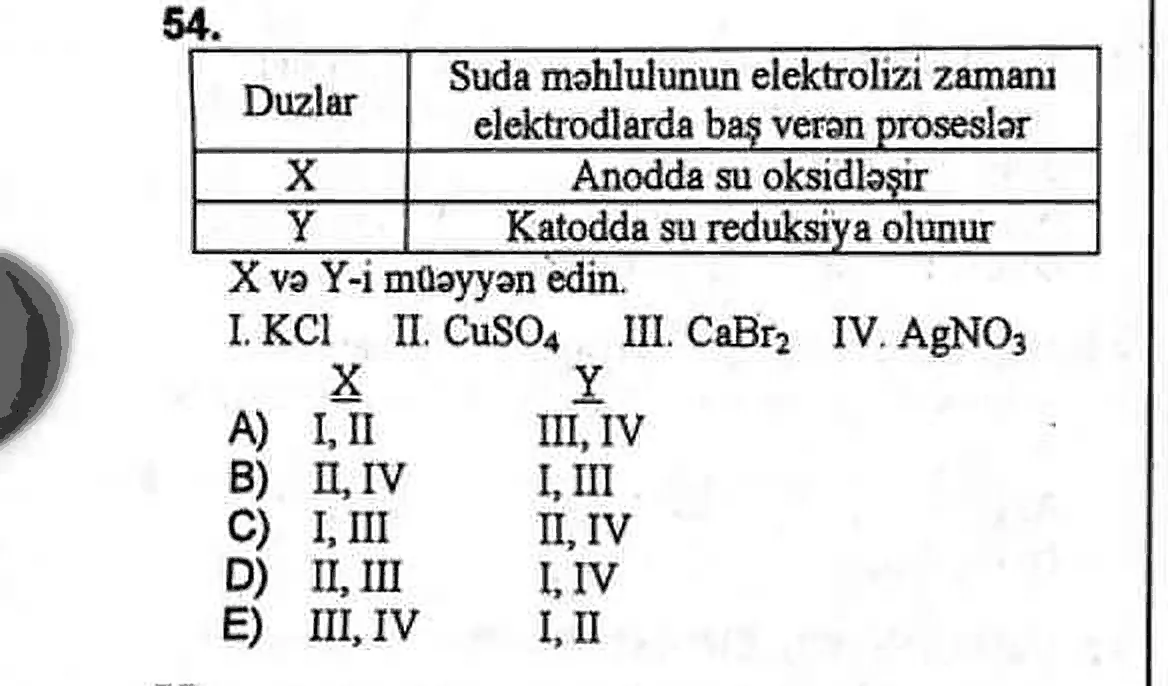 54.
Duzlar
Suda məhlulunun elektrolizi zamanı
elektrodlarda baş verən proseslər
X Anodda su oksidləşir
Y Katodda su reduksiya olunur
X və Y-i müəyyən edin.
I. KCl II. CuSO₄ III. CaBr₂ IV. AgNO₃
X Y
A) I, II III, IV
B) II, IV I, III
C) I, III II, IV
D) II, III I, IV
E) III, IV I, II